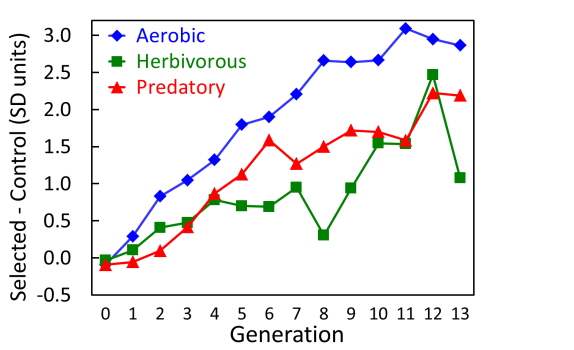 Selected - Control (SD units)
3.0
2.5
2.0
1.5
1.0
0.5
0.0
-0.5
Aerobic
Herbivorous
Predatory
0 1 2 3 4 5 6 7 8 9 10 11 12 13
Generation